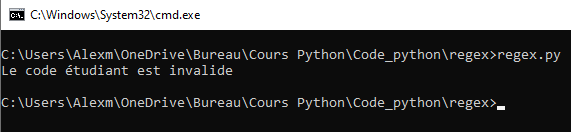 C:\Windows\System32\cmd.exe
C:\Users\Alexm\OneDrive\Bureau\Cours Python\Code_python\regex>regex.py
Le code étudiant est invalide
C:\Users\Alexm\OneDrive\Bureau\Cours Python\Code_python\regex>